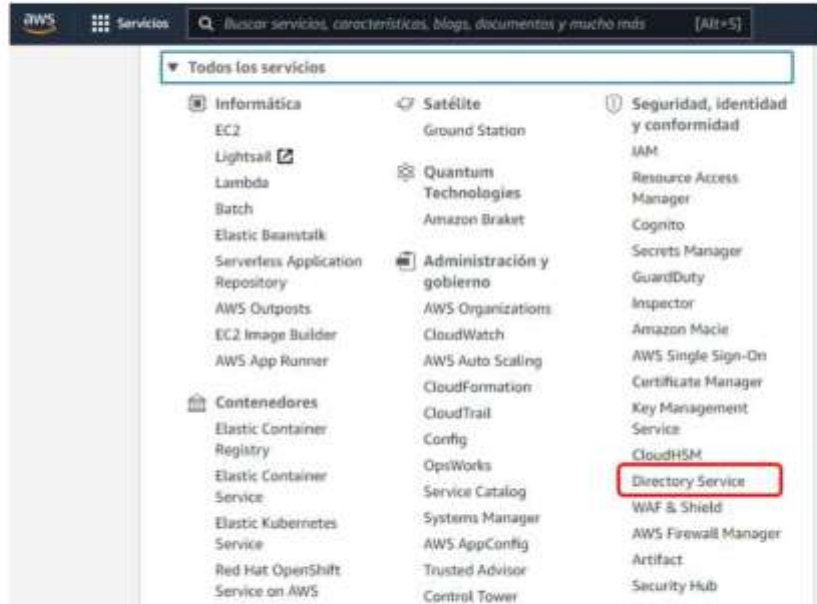 aws
Servicios
Buscar servicios, características, blogs, documentos y mucho más
[Alt+S]
Todos los servicios
Informática
EC2
Lightsail
Lambda
Batch
Elastic Beanstalk
Serverless Application
Repository
AWS Outposts
EC2 Image Builder
AWS App Runner
Contenedores
Elastic Container
Registry
Elastic Container
Service
Elastic Kubernetes
Service
Red Hat OpenShift
Service on AWS
Satélite
Ground Station
Quantum
Technologies
Amazon Braket
Administración y
gobierno
AWS Organizations
CloudWatch
AWS Auto Scaling
CloudFormation
CloudTrail
Config
OpsWorks
Service Catalog
Systems Manager
AWS AppConfig
Trusted Advisor
Control Tower
Seguridad, identidad
y conformidad
IAM
Resource Access
Manager
Cognito
Secrets Manager
GuardDuty
Inspector
Amazon Macie
AWS Single Sign-On
Certificate Manager
Key Management
Service
CloudHSM
Directory Service
WAF & Shield
AWS Firewall Manager
Artifact
Security Hub